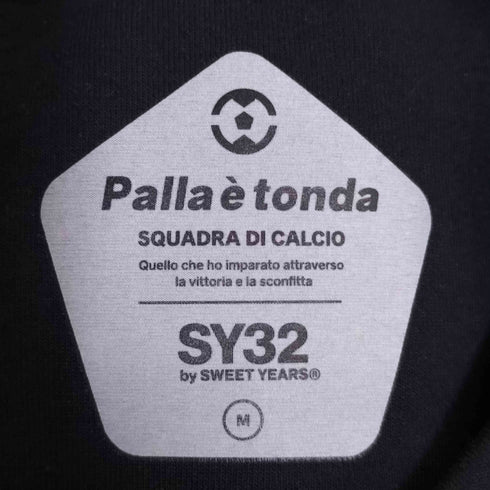 Palla è tonda
SQUADRA DI CALCIO
Quello che ho imparato attraverso
la vittoria e la sconfitta
SY32
by SWEET YEARS®
M